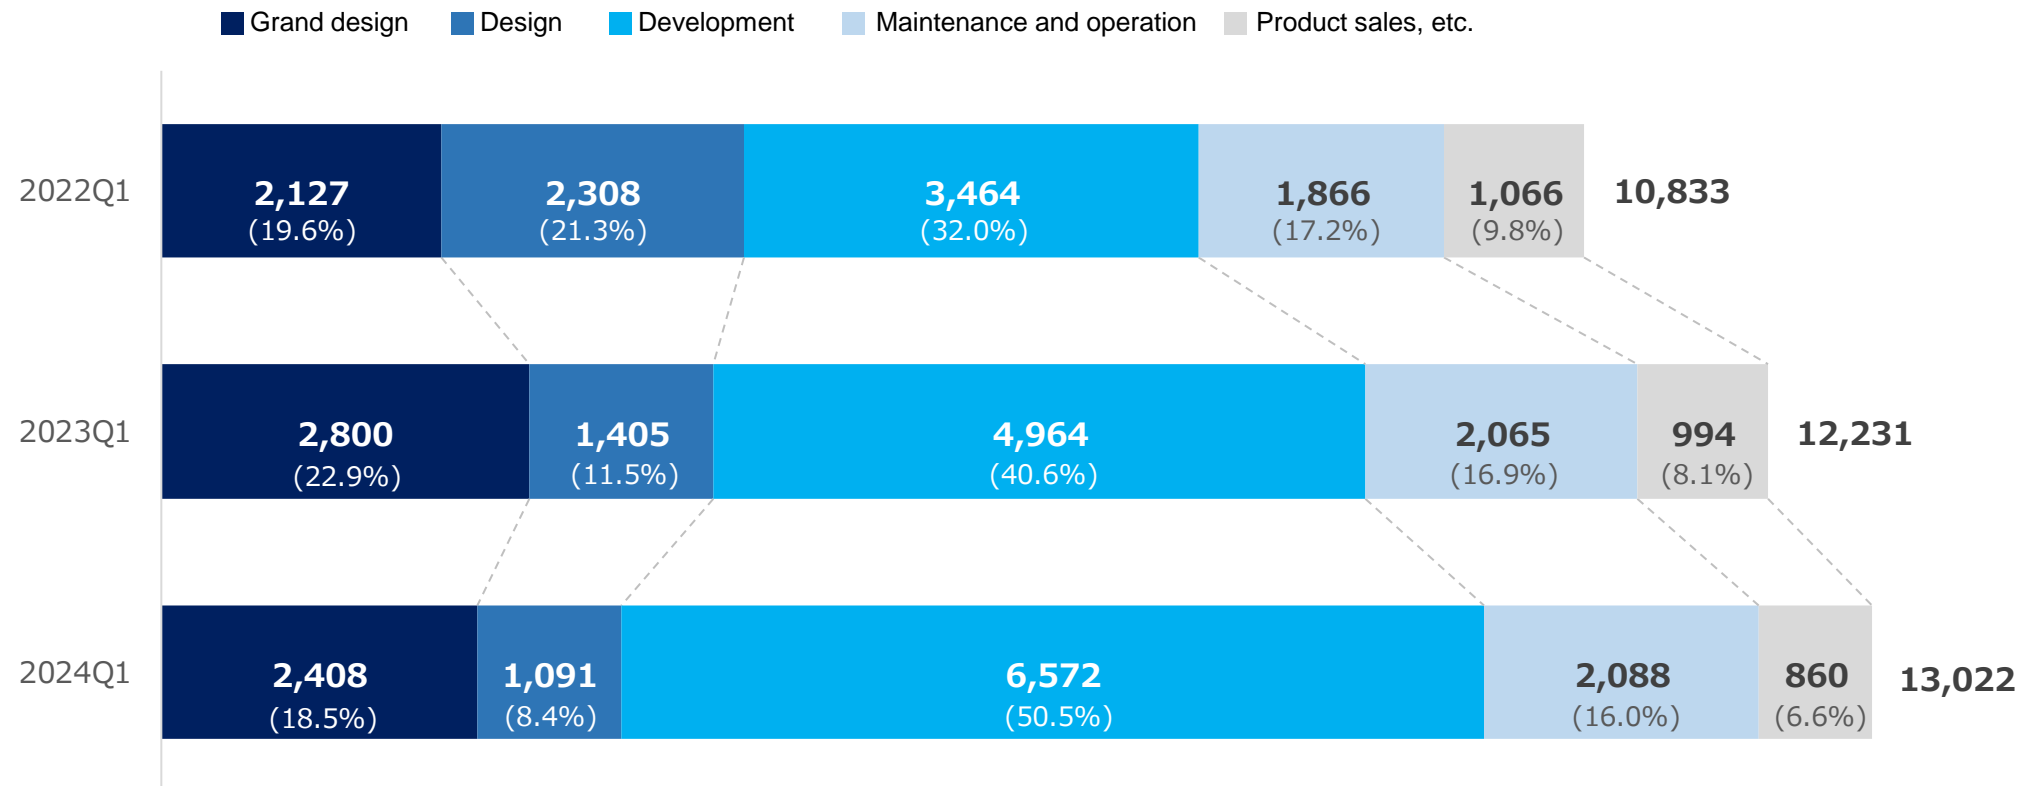 Grand design Design Development Maintenance and operation Product sales, etc.
2022Q1 2,127 2,308 3,464 1,866 1,066 10,833
(19.6%) (21.3%) (32.0%) (17.2%) (9.8%)
2023Q1 2,800 1,405 4,964 2,065 994 12,231
(22.9%) (11.5%) (40.6%) (16.9%) (8.1%)
2024Q1 2,408 1,091 6,572 2,088 860 13,022
(18.5%) (8.4%) (50.5%) (16.0%) (6.6%)